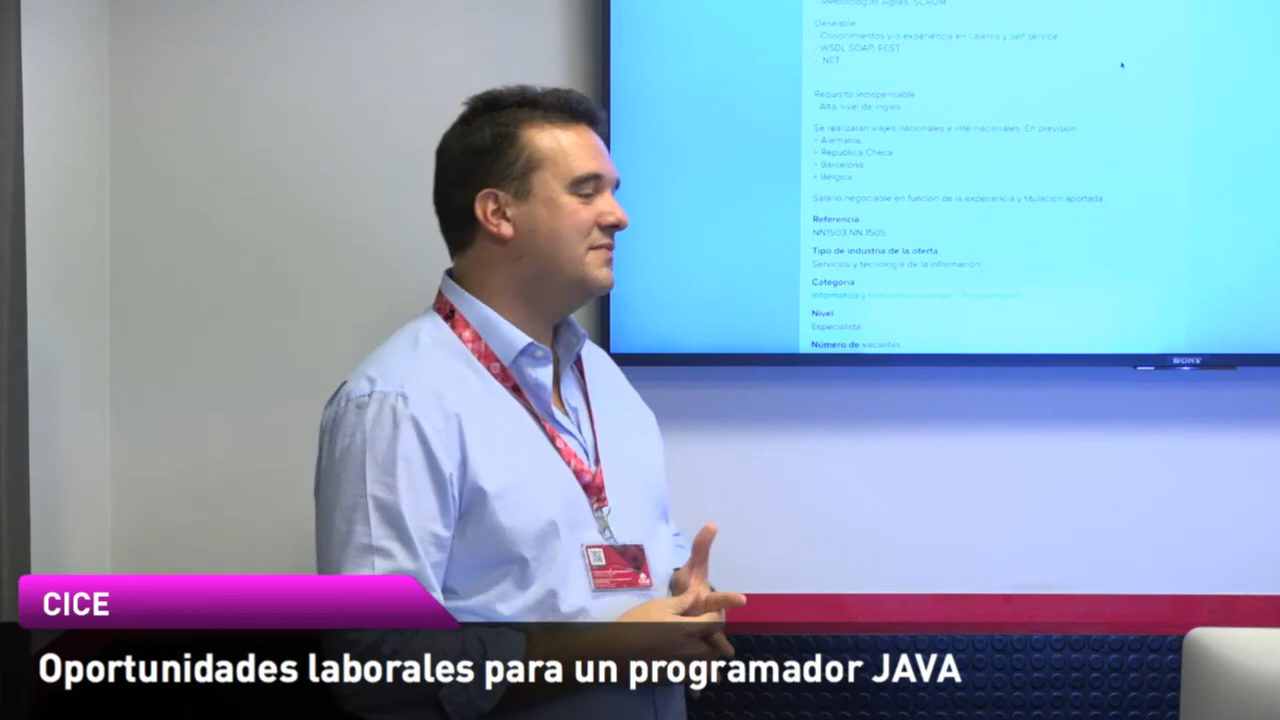 - Metodologías Agiles, SCRUM
Deseable:
- Conocimientos y/o experiencia en cajeros y self service
- WSDL SOAP, REST
- .NET
Requisito indispensable
- Alto nivel de ingles
Se realizarán viajes nacionales e internacionales. En previsión:
+ Alemania,
+ República Checa
+ Barcelona
+ Belgica
Salario negociable en función de la experiencia y titulación aportada.
Referencia
NN1503 NN 1505
Tipo de industria de la oferta
Servicios y tecnología de la información
Categoría
Informática y telecomunicaciones - Programación
Nivel
Especialista
Número de vacantes
SONY
CICE
Oportunidades laborales para un programador JAVA